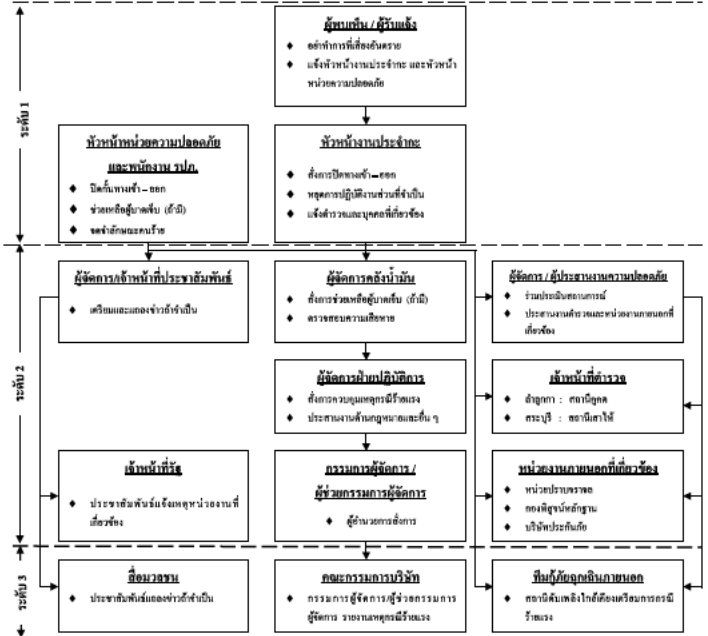 ผู้พบเห็น / ผู้รับแจ้ง
♦ อย่าทำการที่เสี่ยงอันตราย
♦ แจ้งหัวหน้างานประจำกะ และหัวหน้า
หน่วยความปลอดภัย
ระดับ 1
หัวหน้าหน่วยความปลอดภัย
และพนักงาน รปภ.
♦ ปิดกั้นทางเข้า – ออก
♦ ช่วยเหลือผู้บาดเจ็บ (ถ้ามี)
♦ จดจำลักษณะคนร้าย
หัวหน้างานประจำกะ
♦ สั่งการปิดทางเข้า – ออก
♦ หยุดการปฏิบัติงานส่วนที่จำเป็น
♦ แจ้งตำรวจและบุคคลที่เกี่ยวข้อง
ระดับ 2
ผู้จัดการ/เจ้าหน้าที่ประชาสัมพันธ์
♦ เตรียมและแถลงข่าวถ้าจำเป็น
ผู้จัดการคลังน้ำมัน
♦ สั่งการช่วยเหลือผู้บาดเจ็บ (ถ้ามี)
♦ ตรวจสอบความเสียหาย
ผู้จัดการ / ผู้ประสานงานความปลอดภัย
♦ ร่วมประเมินสถานการณ์
♦ ประสานงานตำรวจและหน่วยงานภายนอกที่
เกี่ยวข้อง
ผู้จัดการฝ่ายปฏิบัติการ
♦ สั่งการควบคุมเหตุกรณีร้ายแรง
♦ ประสานงานด้านกฎหมายและอื่น ๆ
เจ้าหน้าที่ตำรวจ
♦ ลำลูกกา : สถานีคูคต
♦ สระบุรี : สถานีเสาไห้
เจ้าหน้าที่รัฐ
♦ ประชาสัมพันธ์แจ้งเหตุหน่วยงานที่
เกี่ยวข้อง
กรรมการผู้จัดการ /
ผู้ช่วยกรรมการผู้จัดการ
♦ ผู้อำนวยการสั่งการ
หน่วยงานภายนอกที่เกี่ยวข้อง
♦ หน่วยปราบจราจล
♦ กองพิสูจน์หลักฐาน
♦ บริษัทประกันภัย
ระดับ 3
สื่อมวลชน
♦ ประชาสัมพันธ์แถลงข่าวถ้าจำเป็น
คณะกรรมการบริษัท
♦ กรรมการผู้จัดการ/ผู้ช่วยกรรมการ
ผู้จัดการ รายงานเหตุกรณีร้ายแรง
ทีมกู้ภัยฉุกเฉินภายนอก
♦ สถานีดับเพลิงใกล้เคียงเตรียมการกรณี
ร้ายแรง